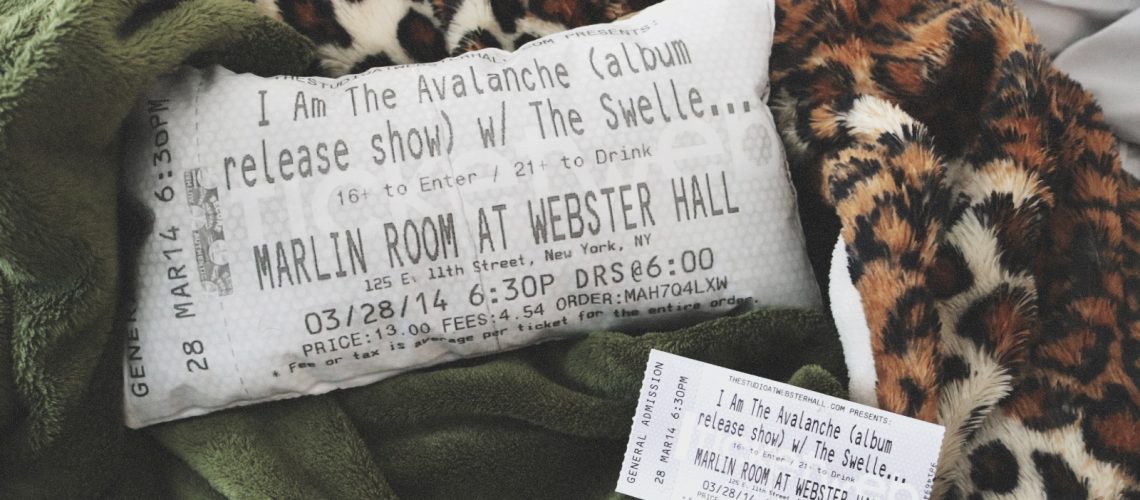 THESTUDIOATWEBSTERHALL.COM PRESENTS:
I Am The Avalanche (album
release show) w/ The Swelle...
16+ to Enter / 21+ to Drink
MARLIN ROOM AT WEBSTER HALL
125 E. 11th Street, New York, NY
03/28/14 6:30P DRS@6:00
PRICE:13.00 FEES:4.54 ORDER:MAH7Q4LXW
* Fee or tax is average per ticket for the entire order.
28 MAR14 6:30PM
THESTUDIOATWEBSTERHALL.COM PRESENTS:
I Am The Avalanche (album
release show) w/ The Swelle...
16+ to Enter / 21+ to Drink
MARLIN ROOM AT WEBSTER HALL
125 E. 11th Street, New
03/28/14
GENERAL ADMISSION
28 MAR14 6:30PM